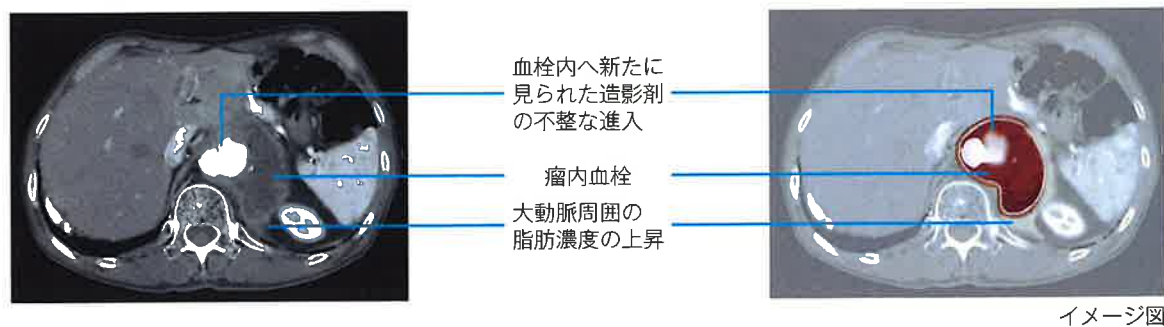 血栓内へ新たに
見られた造影剤
の不整な進入
瘤内血栓
大動脈周囲の
脂肪濃度の上昇
イメージ図